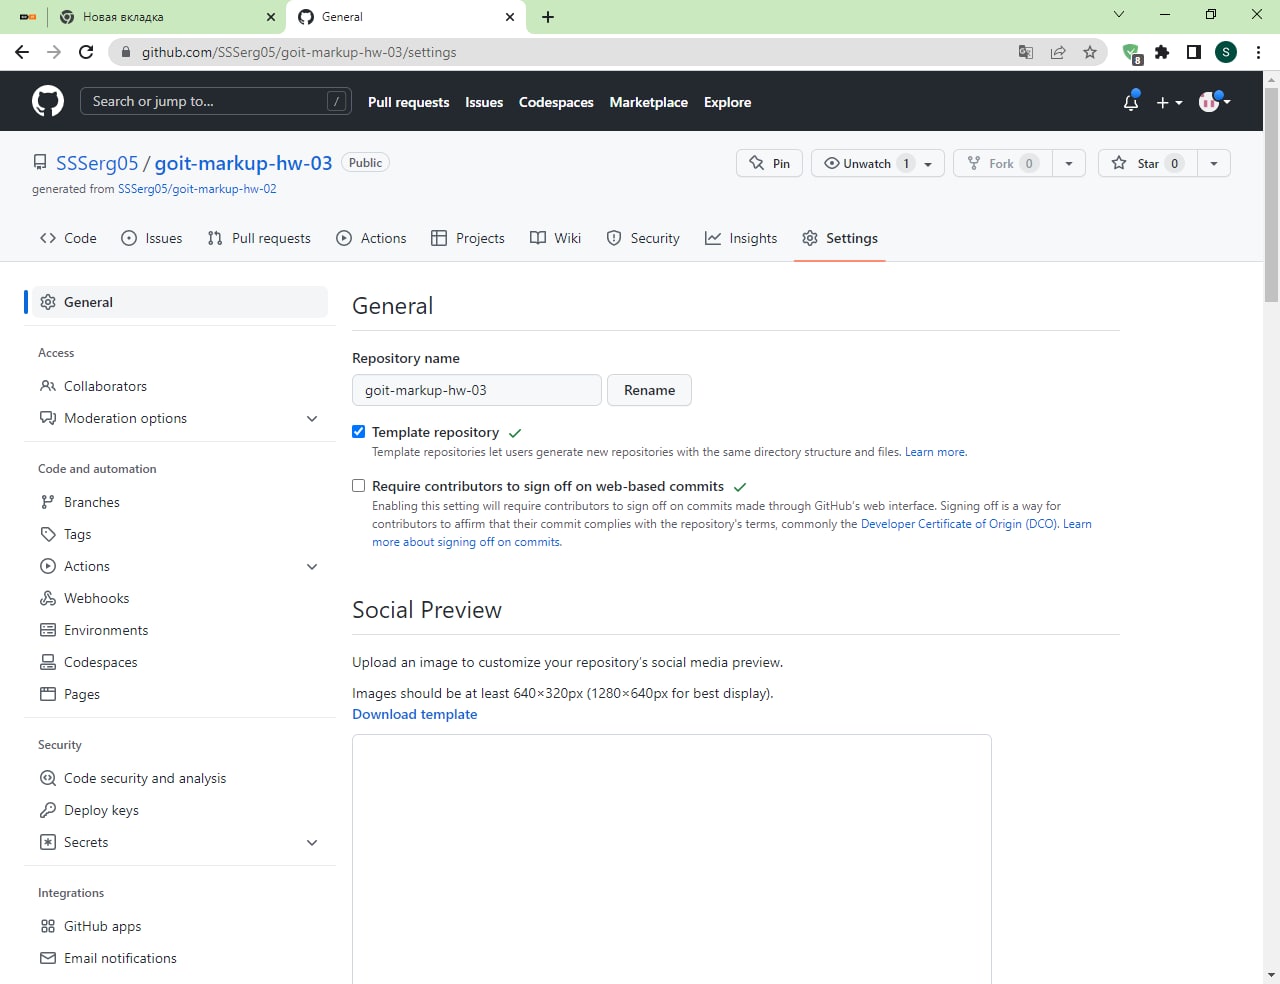 Новая вкладка
General
github.com/SSSerg05/goit-markup-hw-03/settings
8
S
Search or jump to...
/
Pull requests
Issues
Codespaces
Marketplace
Explore
SSSerg05 / goit-markup-hw-03
Public
generated from SSSerg05/goit-markup-hw-02
Pin
Unwatch 1
Fork 0
Star 0
Code
Issues
Pull requests
Actions
Projects
Wiki
Security
Insights
Settings
General
Access
Collaborators
Moderation options
Code and automation
Branches
Tags
Actions
Webhooks
Environments
Codespaces
Pages
Security
Code security and analysis
Deploy keys
Secrets
Integrations
GitHub apps
Email notifications
General
Repository name
goit-markup-hw-03
Rename
Template repository
Template repositories let users generate new repositories with the same directory structure and files. Learn more.
Require contributors to sign off on web-based commits
Enabling this setting will require contributors to sign off on commits made through GitHub's web interface. Signing off is a way for
contributors to affirm that their commit complies with the repository's terms, commonly the Developer Certificate of Origin (DCO). Learn
more about signing off on commits.
Social Preview
Upload an image to customize your repository's social media preview.
Images should be at least 640×320px (1280×640px for best display).
Download template